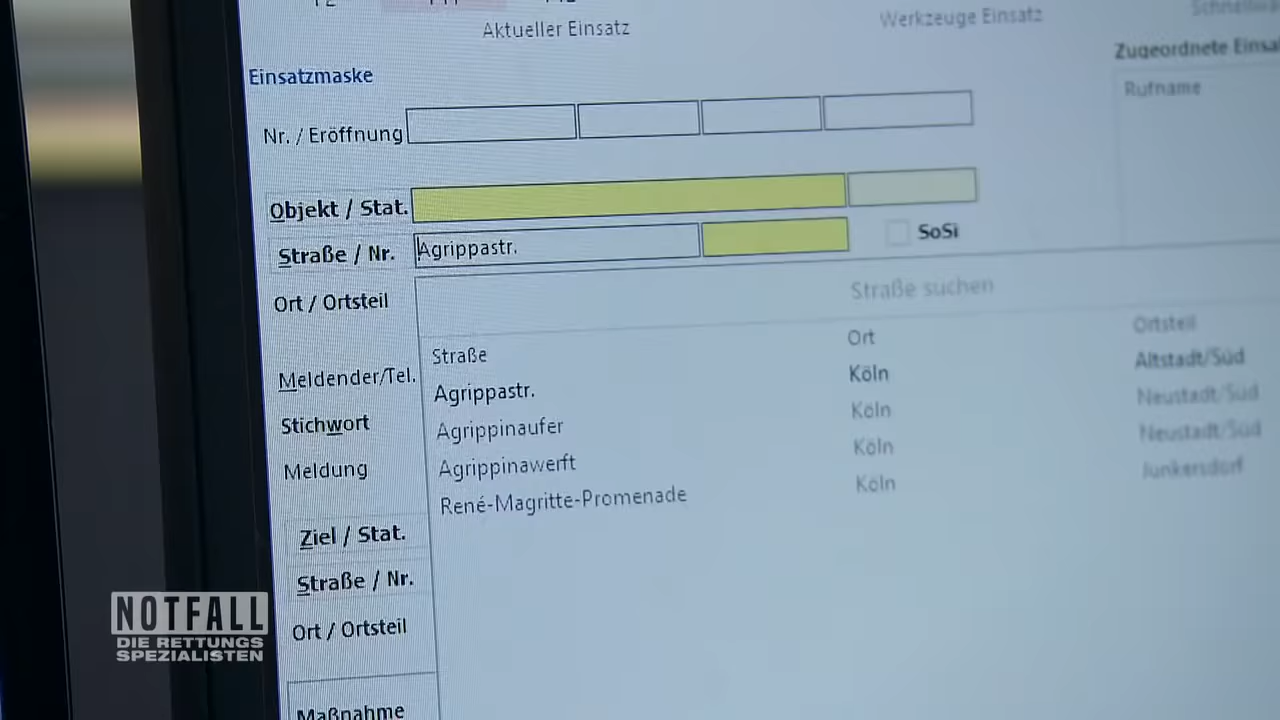 Aktueller Einsatz
Werkzeuge Einsatz
Einsatzmaske
Zugeordnete
Nr. / Eröffnung
Rufname
Objekt / Stat.
Straße / Nr. Agrippastr. SoSi
Ort / Ortsteil
Straße suchen
Straße Ort Ortsteil
Agrippastr. Köln Altstadt/Süd
Agrippinaufer Köln Neustadt/Süd
Agrippinawerft Köln Neustadt/Süd
René-Magritte-Promenade Köln Junkersdorf
Meldender/Tel.
Stichwort
Meldung
Ziel / Stat.
Straße / Nr.
Ort / Ortsteil
Maßnahme
NOTFALL
DIE RETTUNGS
SPEZIALISTEN